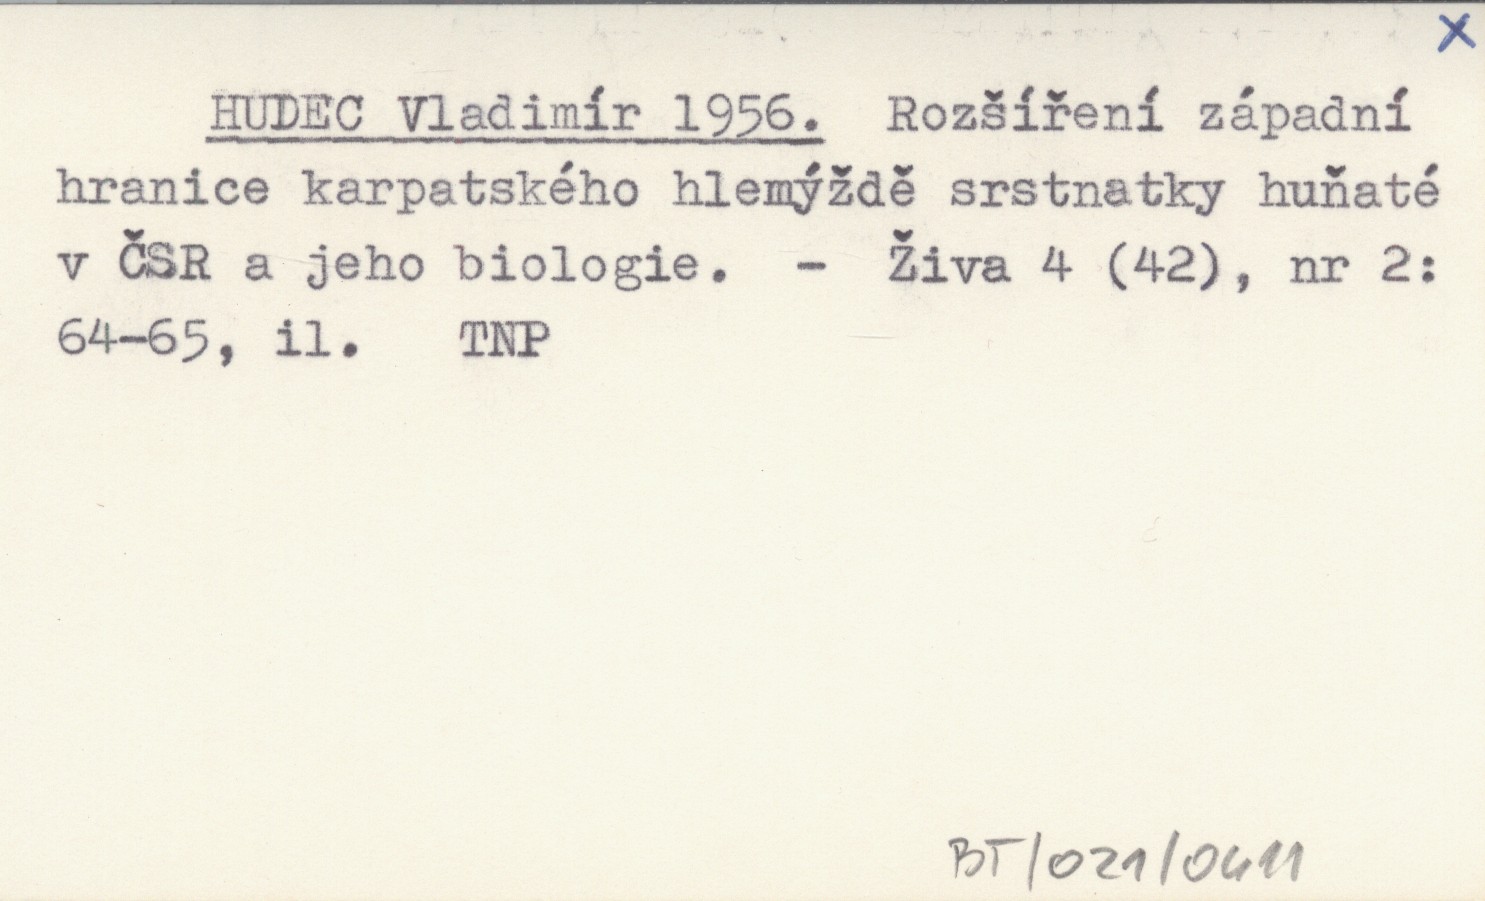 X
HUDEC Vladimír 1956. Rozšíření západní
hranice karpatského hlemýždě srstnatky huňaté
v ČSR a jeho biologie. - Živa 4 (42), nr 2:
64-65, il. TNP
BT/021/0411